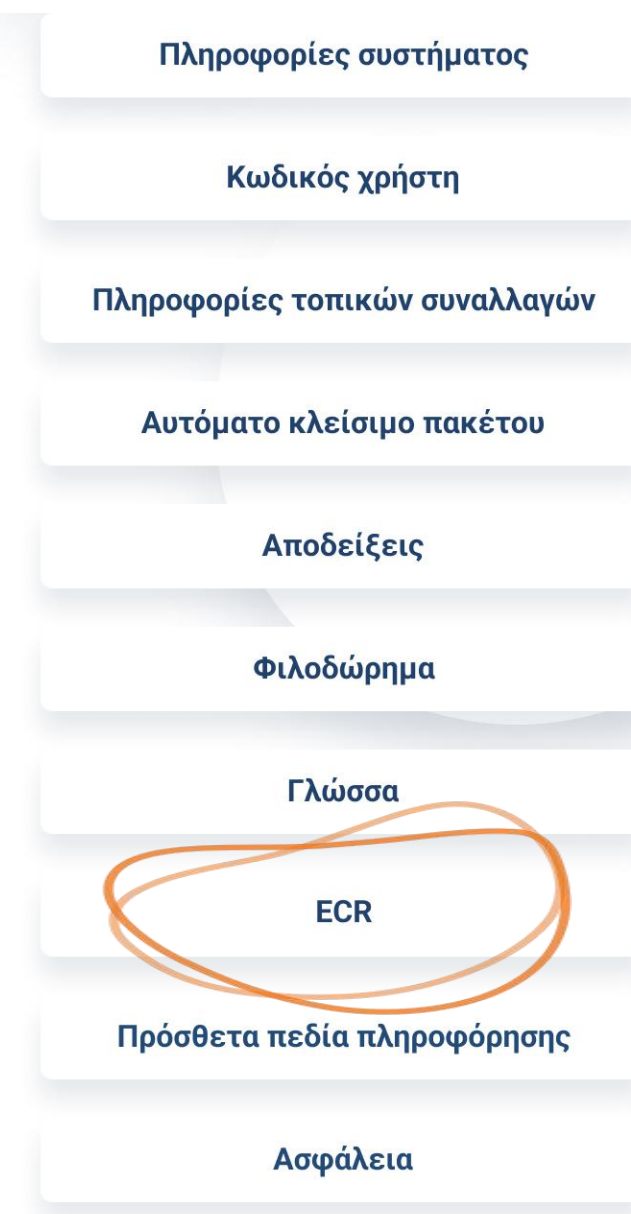 Πληροφορίες συστήματος
Κωδικός χρήστη
Πληροφορίες τοπικών συναλλαγών
Αυτόματο κλείσιμο πακέτου
Αποδείξεις
Φιλοδώρημα
Γλώσσα
ECR
Πρόσθετα πεδία πληροφόρησης
Ασφάλεια